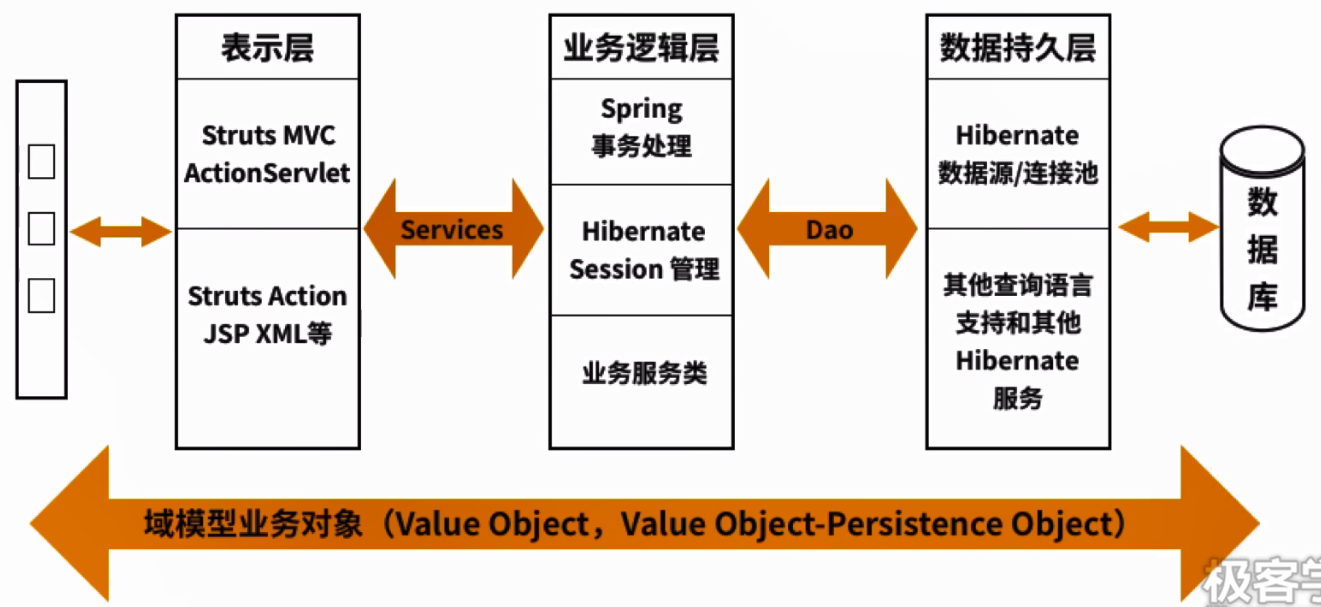 表示层
Struts MVC
ActionServlet
Struts Action
JSP XML等
Services
业务逻辑层
Spring
事务处理
Hibernate
Session 管理
业务服务类
Dao
数据持久层
Hibernate
数据源/连接池
其他查询语言
支持和其他
Hibernate
服务
数
据
库
域模型业务对象（Value Object，Value Object-Persistence Object）
极客学